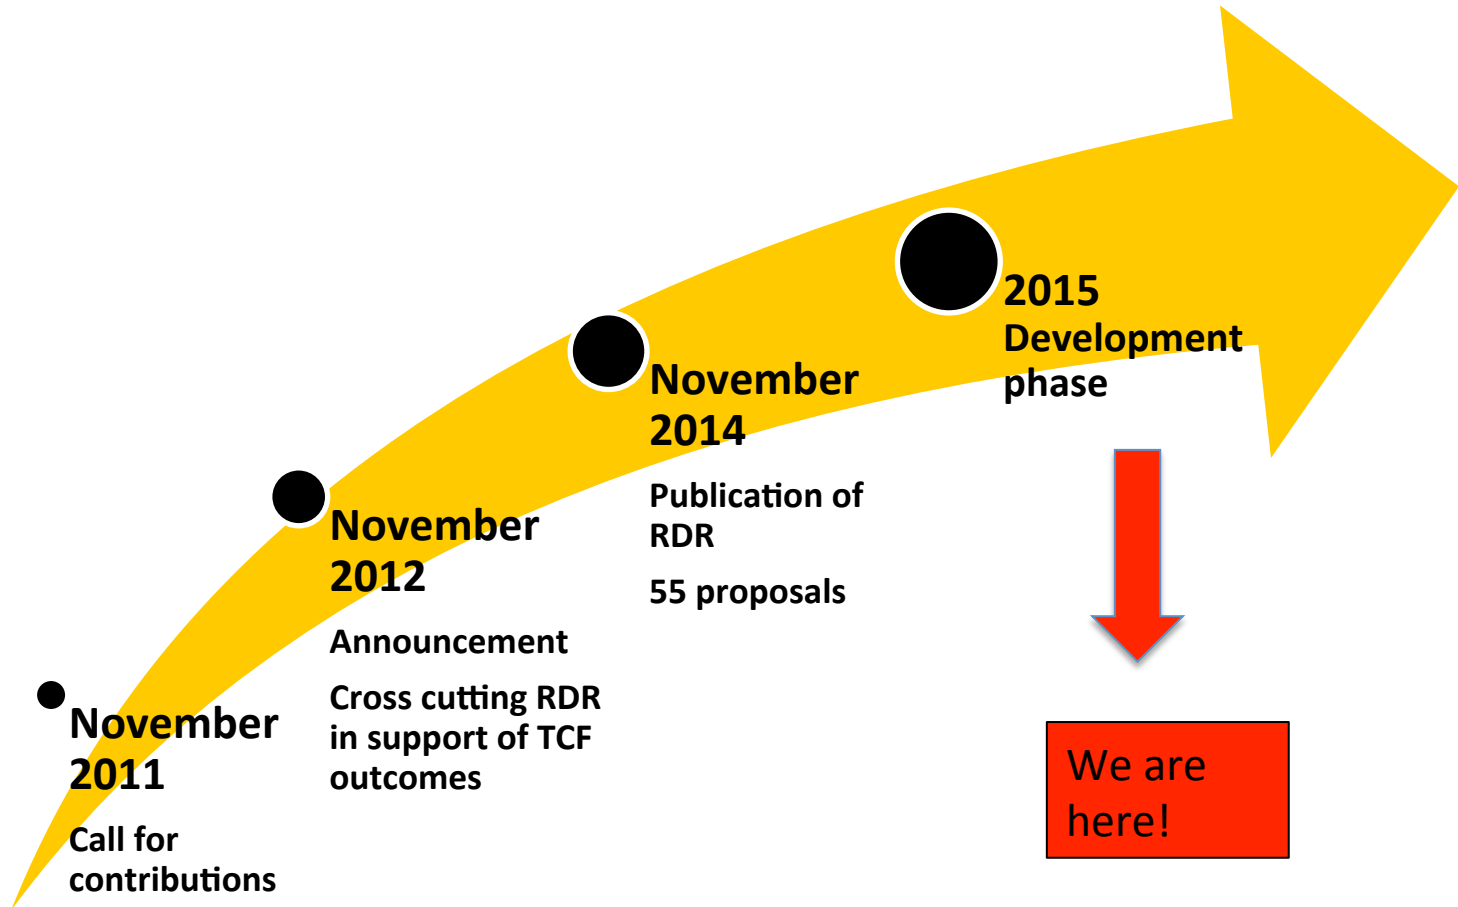 November
2011
Call for
contributions
November
2012
Announcement
Cross cutting RDR
in support of TCF
outcomes
November
2014
Publication of
RDR
55 proposals
2015
Development
phase
We are
here!